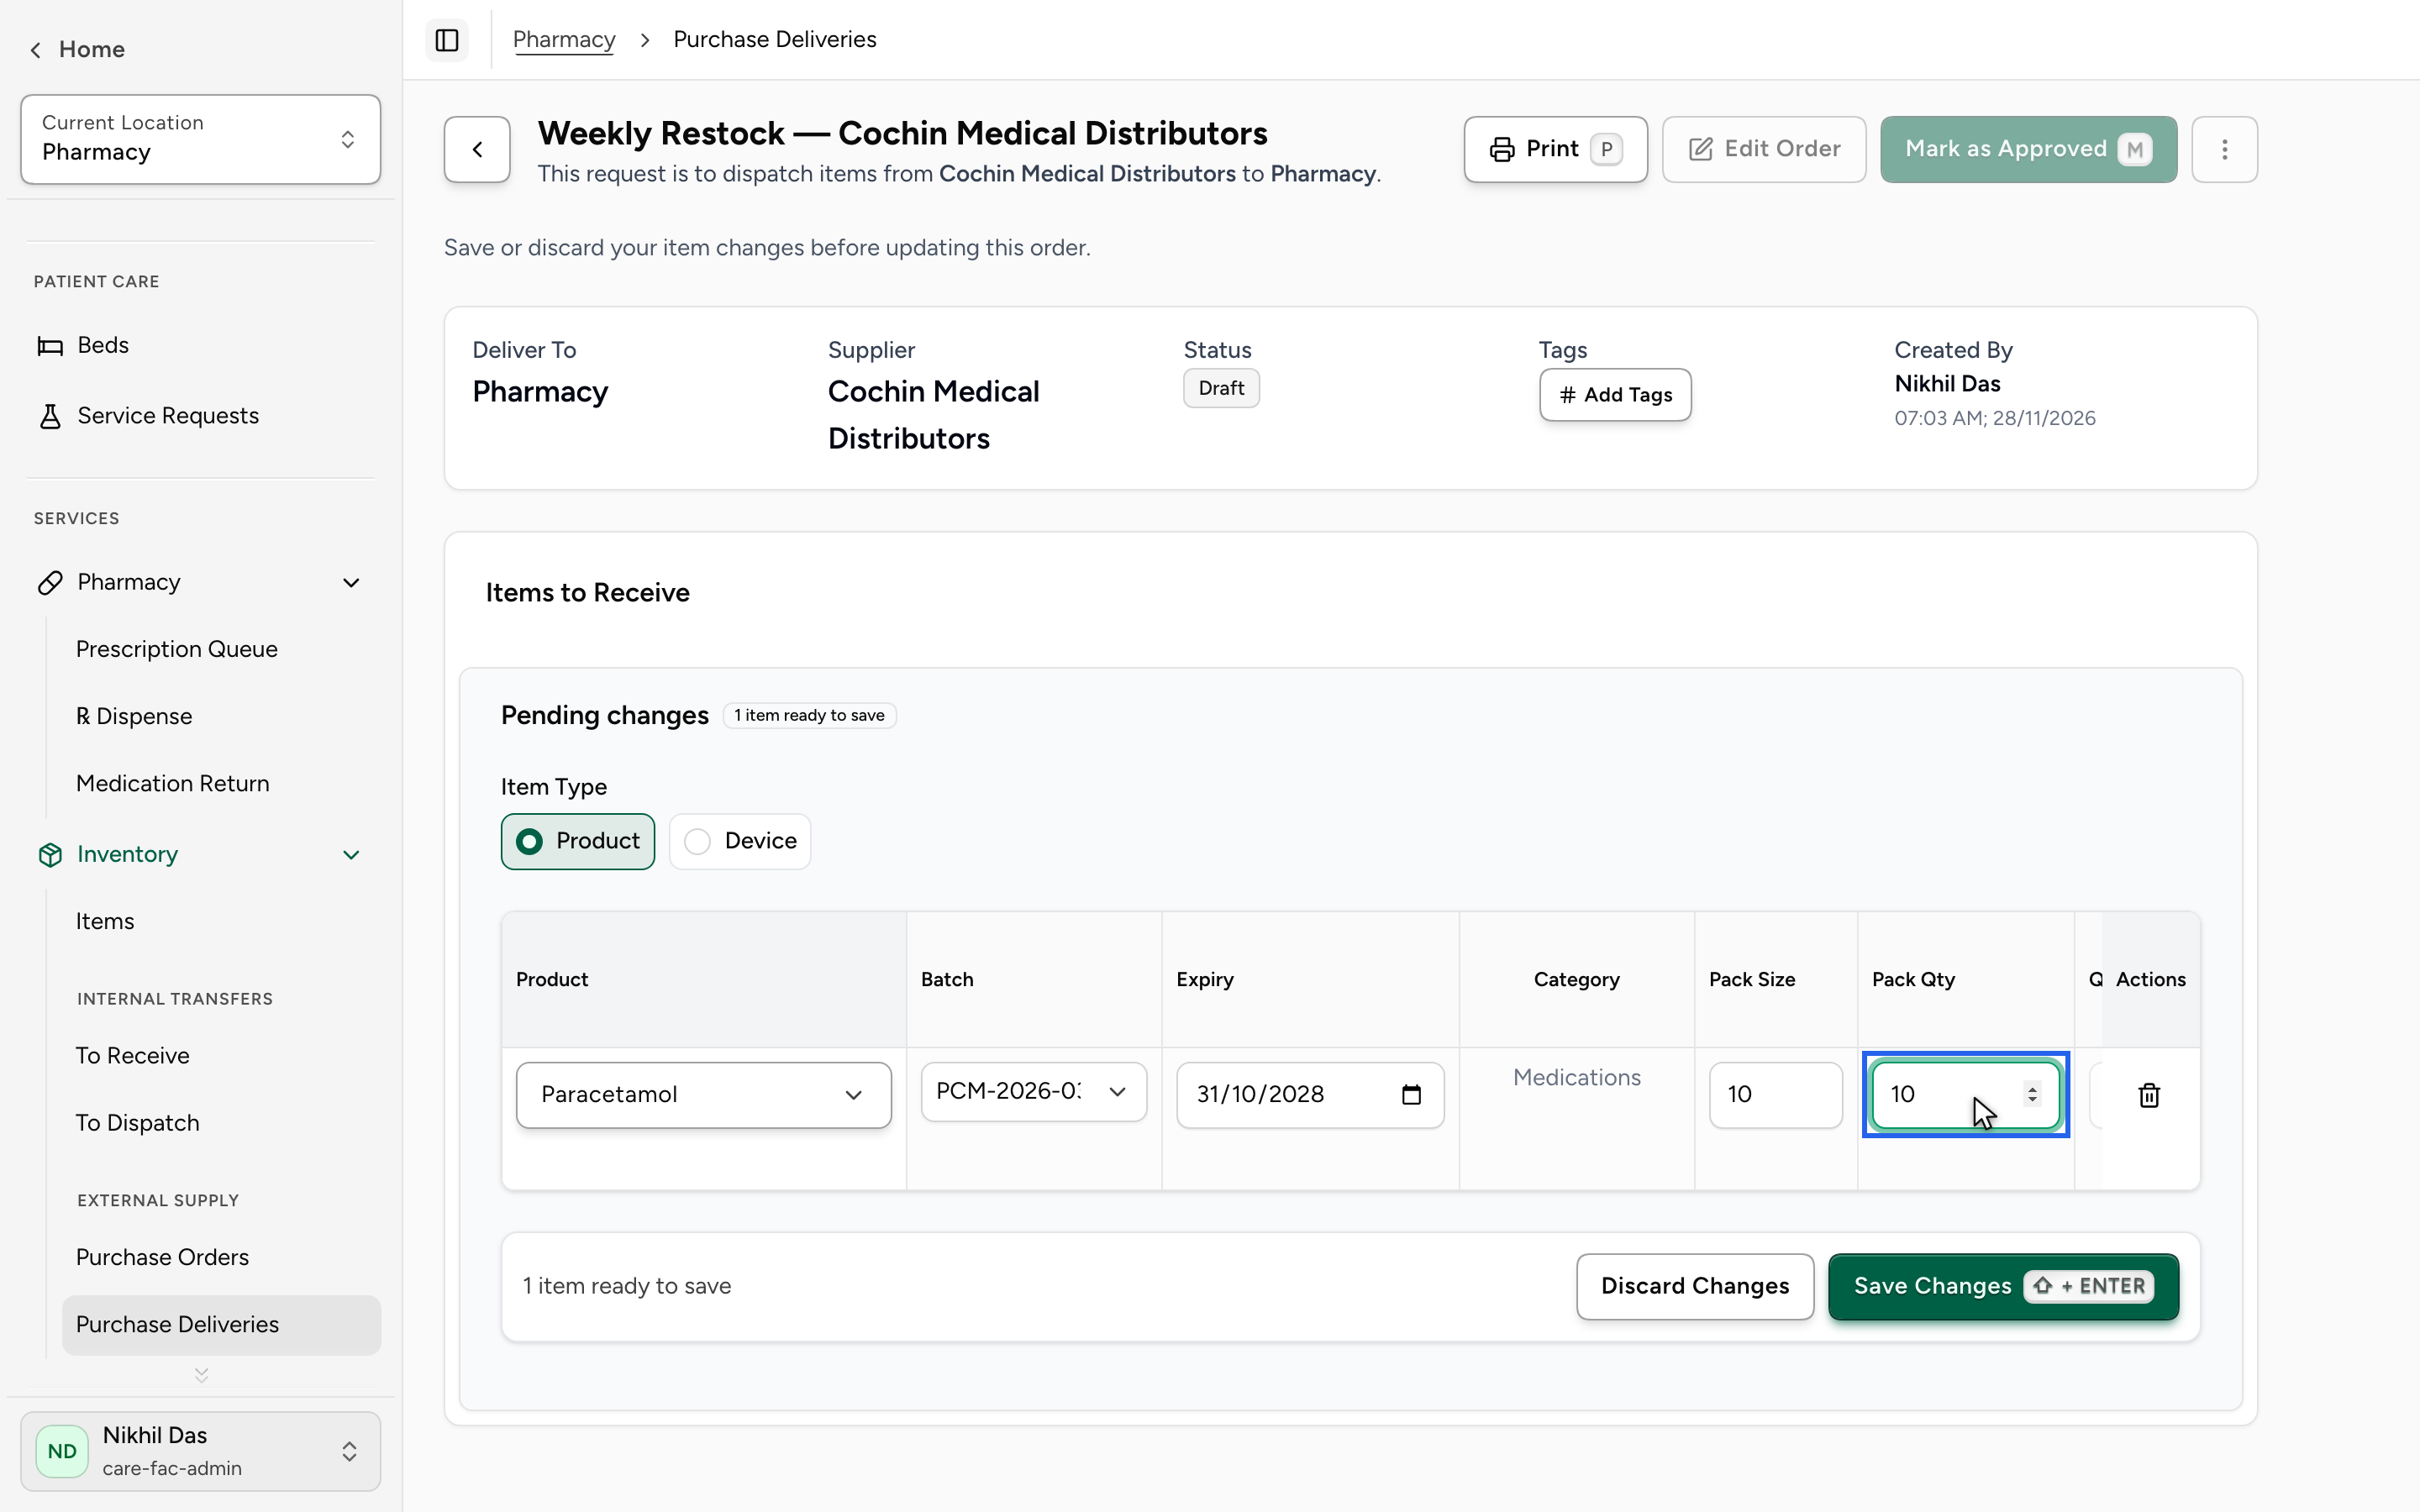 Home
Current Location
Pharmacy
PATIENT CARE
Beds
Service Requests
SERVICES
Pharmacy
Prescription Queue
℞ Dispense
Medication Return
Inventory
Items
INTERNAL TRANSFERS
To Receive
To Dispatch
EXTERNAL SUPPLY
Purchase Orders
Purchase Deliveries
ND
Nikhil Das
care-fac-admin
Pharmacy > Purchase Deliveries
Weekly Restock — Cochin Medical Distributors
This request is to dispatch items from Cochin Medical Distributors to Pharmacy.
Print P
Edit Order
Mark as Approved M
Save or discard your item changes before updating this order.
Deliver To
Pharmacy
Supplier
Cochin Medical
Distributors
Status
Draft
Tags
# Add Tags
Created By
Nikhil Das
07:03 AM; 28/11/2026
Items to Receive
Pending changes 1 item ready to save
Item Type
Product Device
Product Batch Expiry Category Pack Size Pack Qty Q Actions
Paracetamol PCM-2026-03 31/10/2028 Medications 10 10
1 item ready to save Discard Changes Save Changes ⇧ + ENTER